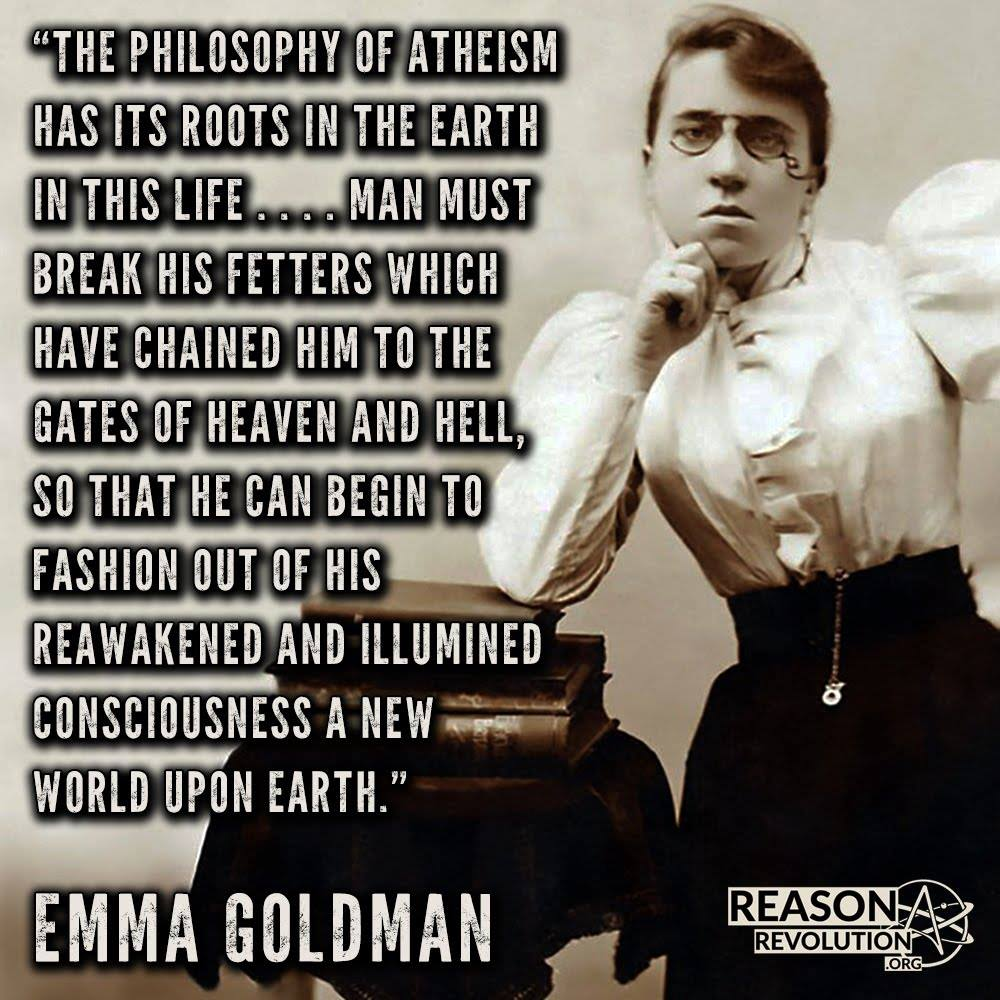 “THE PHILOSOPHY OF ATHEISM
HAS ITS ROOTS IN THE EARTH
IN THIS LIFE . . . . MAN MUST
BREAK HIS FETTERS WHICH
HAVE CHAINED HIM TO THE
GATES OF HEAVEN AND HELL,
SO THAT HE CAN BEGIN TO
FASHION OUT OF HIS
REAWAKENED AND ILLUMINED
CONSCIOUSNESS A NEW
WORLD UPON EARTH.”
EMMA GOLDMAN
REASON
REVOLUTION
.ORG